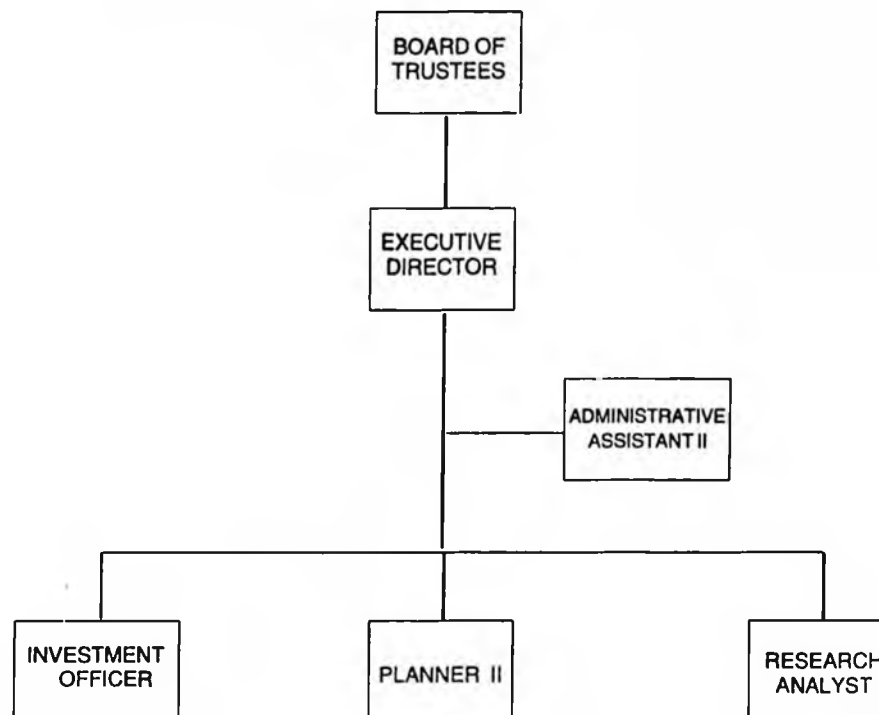 BOARD OF
TRUSTEES
EXECUTIVE
DIRECTOR
ADMINISTRATIVE
ASSISTANT II
INVESTMENT
OFFICER
PLANNER II
RESEARCH
ANALYST